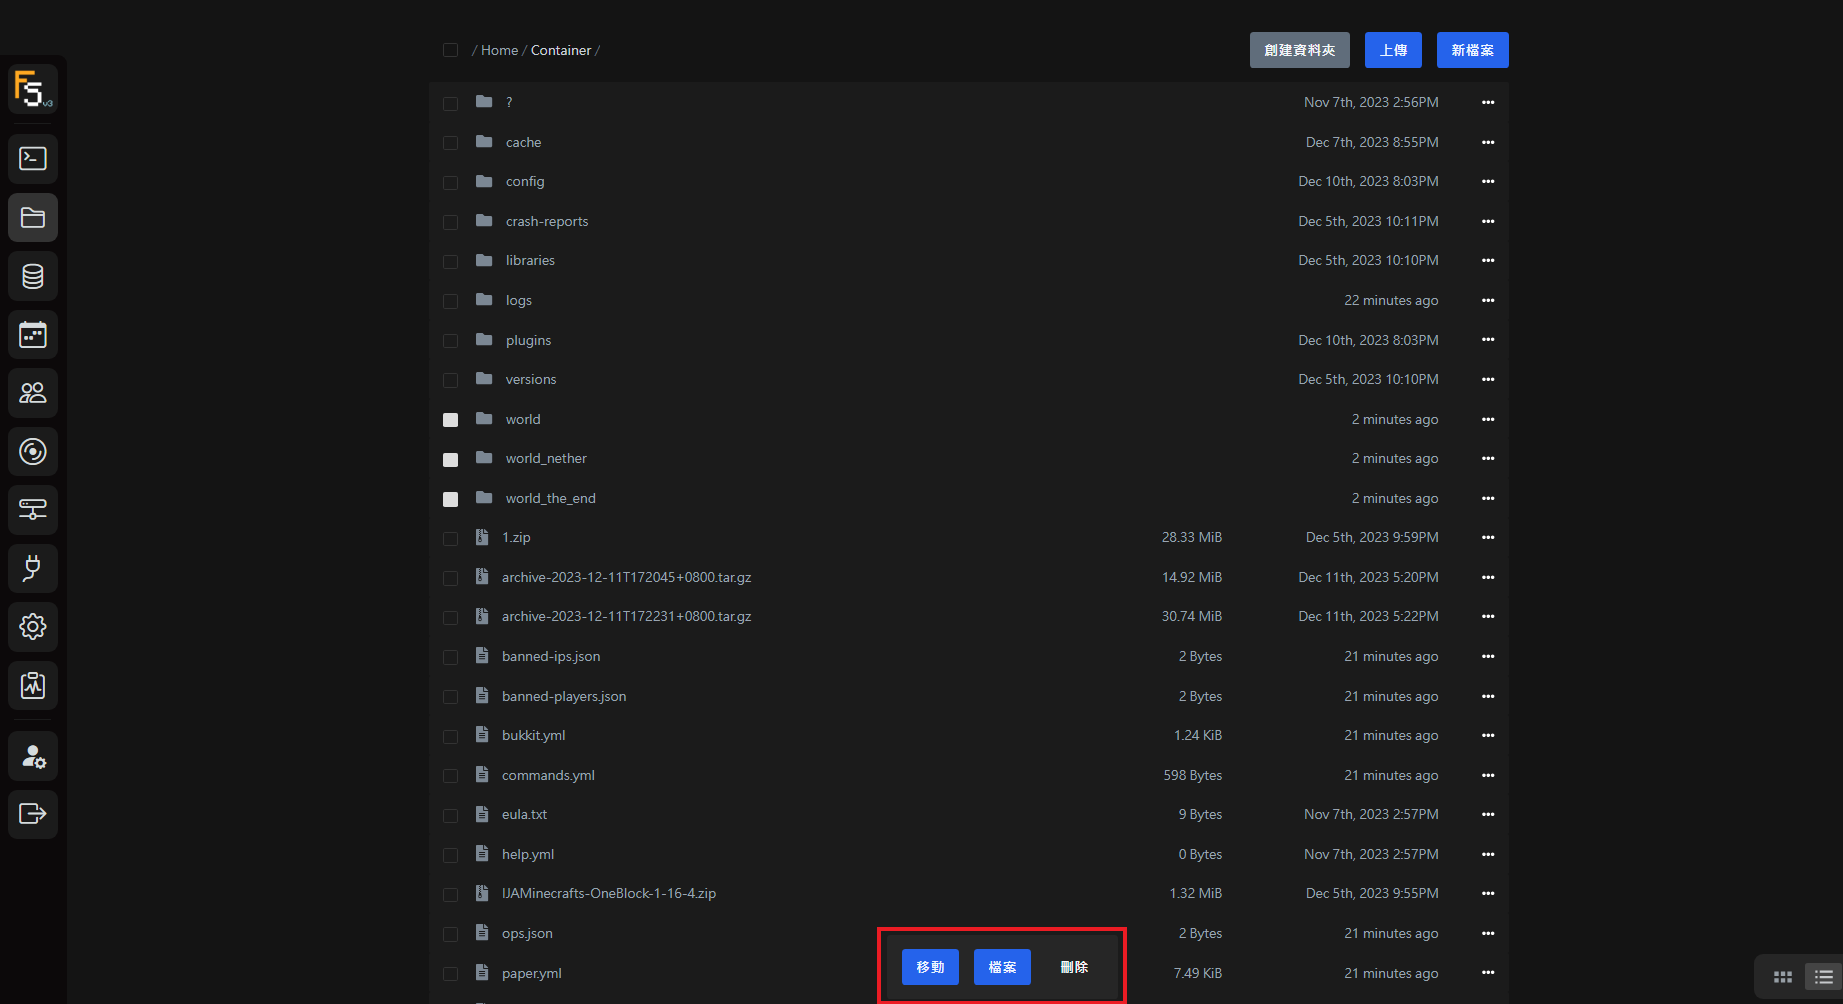 / Home / Container /
創建資料夾 上傳 新檔案
F5 v3
? Nov 7th, 2023 2:56PM
cache Dec 7th, 2023 8:55PM
config Dec 10th, 2023 8:03PM
crash-reports Dec 5th, 2023 10:11PM
libraries Dec 5th, 2023 10:10PM
logs 22 minutes ago
plugins Dec 10th, 2023 8:03PM
versions Dec 5th, 2023 10:10PM
world 2 minutes ago
world_nether 2 minutes ago
world_the_end 2 minutes ago
1.zip 28.33 MiB Dec 5th, 2023 9:59PM
archive-2023-12-11T172045+0800.tar.gz 14.92 MiB Dec 11th, 2023 5:20PM
archive-2023-12-11T172231+0800.tar.gz 30.74 MiB Dec 11th, 2023 5:22PM
banned-ips.json 2 Bytes 21 minutes ago
banned-players.json 2 Bytes 21 minutes ago
bukkit.yml 1.24 KiB 21 minutes ago
commands.yml 598 Bytes 21 minutes ago
eula.txt 9 Bytes Nov 7th, 2023 2:57PM
help.yml 0 Bytes Nov 7th, 2023 2:57PM
IJAMinecrafts-OneBlock-1-16-4.zip 1.32 MiB Dec 5th, 2023 9:55PM
ops.json 2 Bytes 21 minutes ago
paper.yml 7.49 KiB 21 minutes ago
移動 檔案 刪除